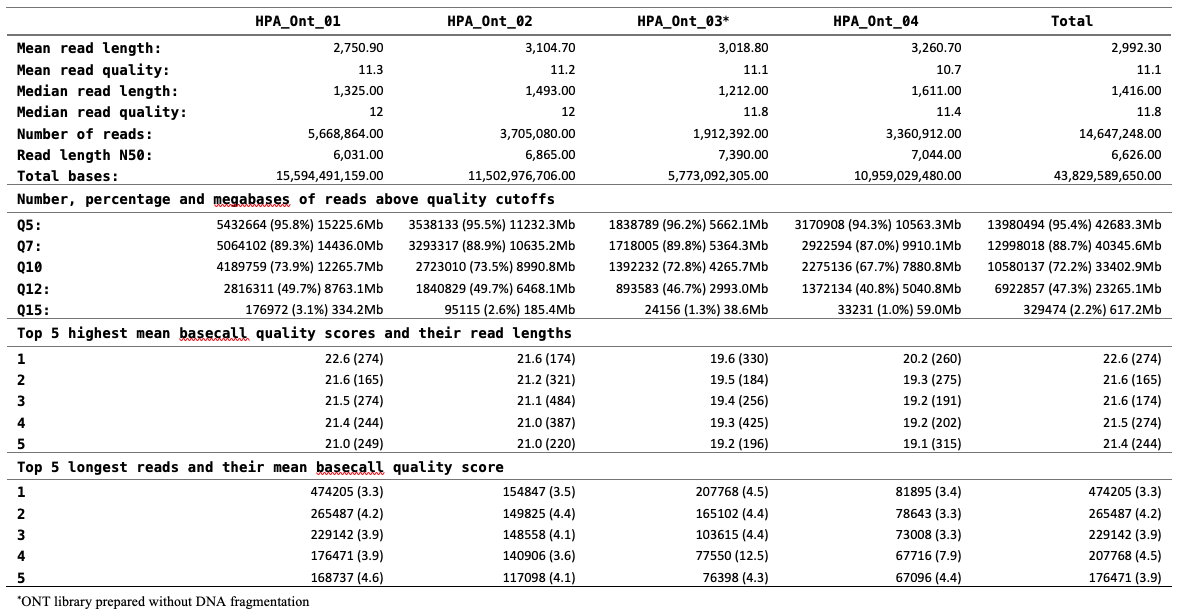 HPA_Ont_01 HPA_Ont_02 HPA_Ont_03* HPA_Ont_04 Total
Mean read length: 2,750.90 3,104.70 3,018.80 3,260.70 2,992.30
Mean read quality: 11.3 11.2 11.1 10.7 11.1
Median read length: 1,325.00 1,493.00 1,212.00 1,611.00 1,416.00
Median read quality: 12 12 11.8 11.4 11.8
Number of reads: 5,668,864.00 3,705,080.00 1,912,392.00 3,360,912.00 14,647,248.00
Read length N50: 6,031.00 6,865.00 7,390.00 7,044.00 6,626.00
Total bases: 15,594,491,159.00 11,502,976,706.00 5,773,092,305.00 10,959,029,480.00 43,829,589,650.00
Number, percentage and megabases of reads above quality cutoffs
Q5: 5432664 (95.8%) 15225.6Mb 3538133 (95.5%) 11232.3Mb 1838789 (96.2%) 5662.1Mb 3170908 (94.3%) 10563.3Mb 13980494 (95.4%) 42683.3Mb
Q7: 5064102 (89.3%) 14436.0Mb 3293317 (88.9%) 10635.2Mb 1718005 (89.8%) 5364.3Mb 2922594 (87.0%) 9910.1Mb 12998018 (88.7%) 40345.6Mb
Q10 4189759 (73.9%) 12265.7Mb 2723010 (73.5%) 8990.8Mb 1392232 (72.8%) 4265.7Mb 2275136 (67.7%) 7880.8Mb 10580137 (72.2%) 33402.9Mb
Q12: 2816311 (49.7%) 8763.1Mb 1840829 (49.7%) 6468.1Mb 893583 (46.7%) 2993.0Mb 1372134 (40.8%) 5040.8Mb 6922857 (47.3%) 23265.1Mb
Q15: 176972 (3.1%) 334.2Mb 95115 (2.6%) 185.4Mb 24156 (1.3%) 38.6Mb 33231 (1.0%) 59.0Mb 329474 (2.2%) 617.2Mb
Top 5 highest mean basecall quality scores and their read lengths
1 22.6 (274) 21.6 (174) 19.6 (330) 20.2 (260) 22.6 (274)
2 21.6 (165) 21.2 (321) 19.5 (184) 19.3 (275) 21.6 (165)
3 21.5 (274) 21.1 (484) 19.4 (256) 19.2 (191) 21.6 (174)
4 21.4 (244) 21.0 (387) 19.3 (425) 19.2 (202) 21.5 (274)
5 21.0 (249) 21.0 (220) 19.2 (196) 19.1 (315) 21.4 (244)
Top 5 longest reads and their mean basecall quality score
1 474205 (3.3) 154847 (3.5) 207768 (4.5) 81895 (3.4) 474205 (3.3)
2 265487 (4.2) 149825 (4.4) 165102 (4.4) 78643 (3.3) 265487 (4.2)
3 229142 (3.9) 148558 (4.1) 103615 (4.4) 73008 (3.3) 229142 (3.9)
4 176471 (3.9) 140906 (3.6) 77550 (12.5) 67716 (7.9) 207768 (4.5)
5 168737 (4.6) 117098 (4.1) 76398 (4.3) 67096 (4.4) 176471 (3.9)
*ONT library prepared without DNA fragmentation